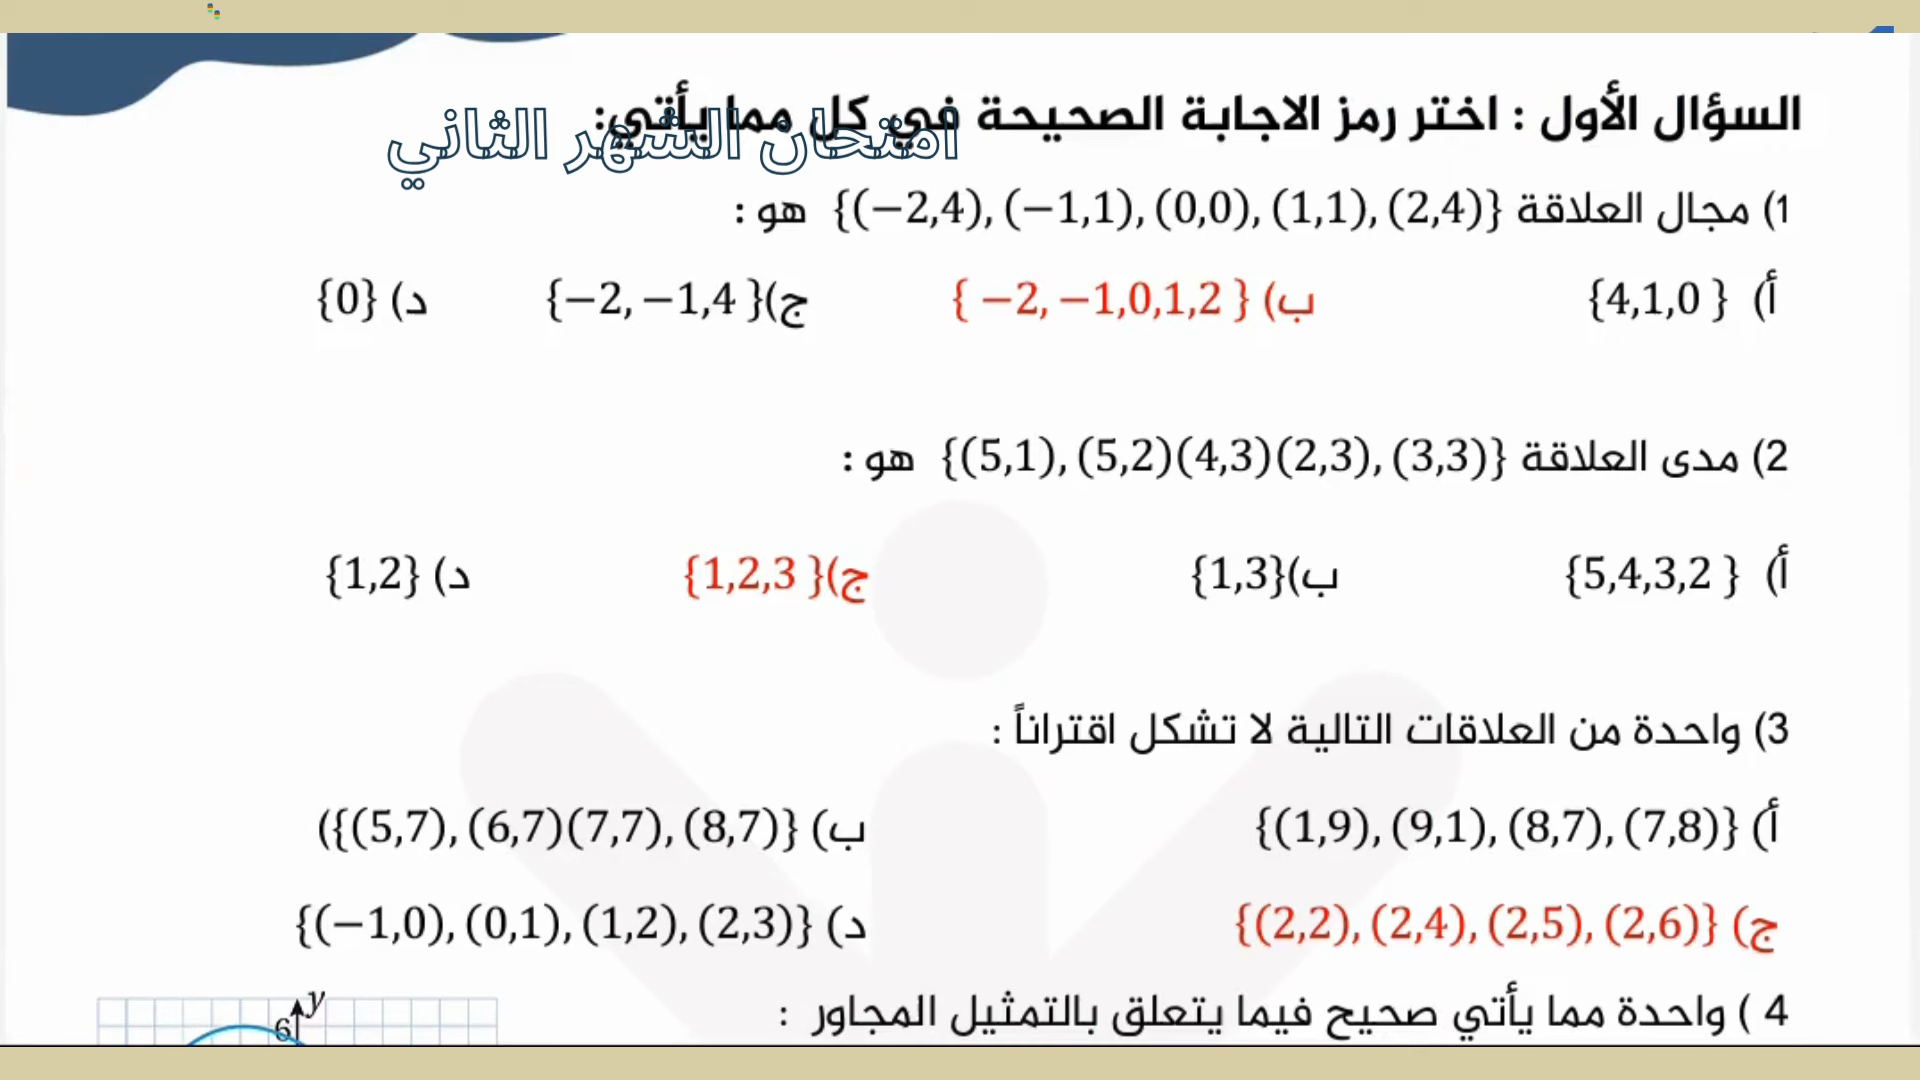 السؤال الأول : اختر رمز الاجابة الصحيحة في كل مما يأتي:
امتحان الشهر الثاني
1) مجال العلاقة {(−2,4), (−1,1), (0,0), (1,1), (2,4)} هو :
أ) {4,1,0 } ب) { −2, −1,0,1,2 } ج){−2, −1,4 } د) {0}
2) مدى العلاقة {(5,1), (5,2)(4,3)(2,3), (3,3)} هو :
أ) {5,4,3,2 } ب){1,3} ج){1,2,3 } د) {1,2}
3) واحدة من العلاقات التالية لا تشكل اقتراناً :
أ) {(1,9), (9,1), (8,7), (7,8)} ب) ({(5,7), (6,7)(7,7), (8,7)}
ج) {(2,2), (2,4), (2,5), (2,6)} د) {(−1,0), (0,1), (1,2), (2,3)}
4 ) واحدة مما يأتي صحيح فيما يتعلق بالتمثيل المجاور :
y
6